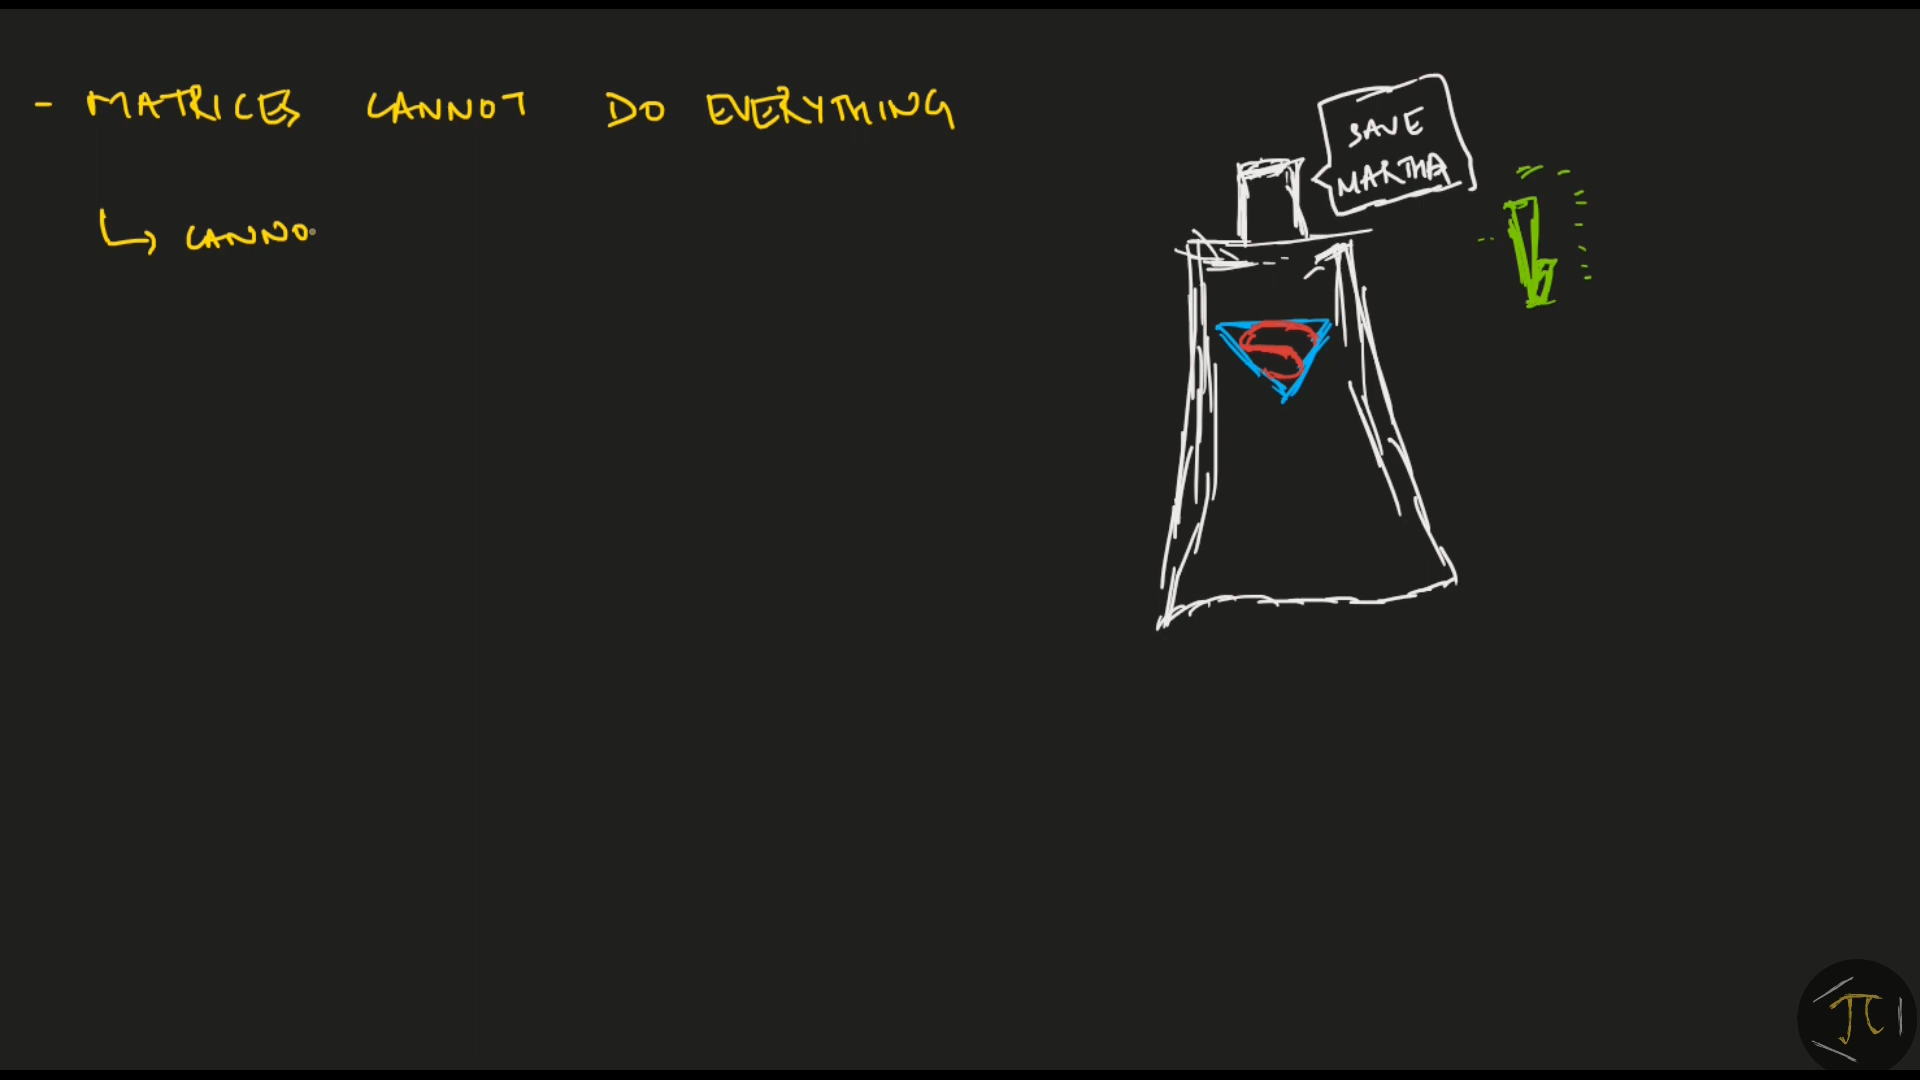 - MATRICES CANNOT DO EVERYTHING
↳ CANNO
SAVE
MARTHA
S
<π|